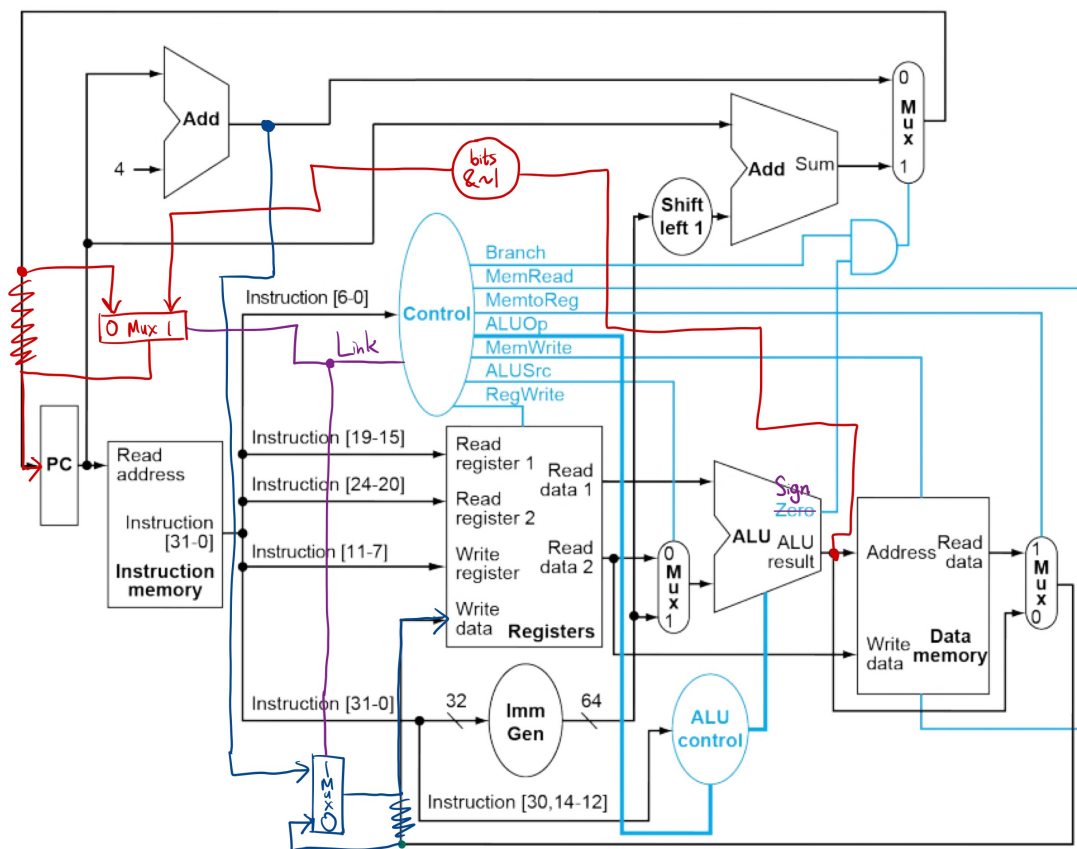 0
M
u
x
1
Add
4
bits
&~1
Add Sum
Shift
left 1
Branch
MemRead
MemtoReg
ALUOp
MemWrite
ALUSrc
RegWrite
Control
Instruction [6-0]
0 Mux 1
Link
PC
Read
address
Instruction
[31-0]
Instruction
memory
Instruction [19-15]
Instruction [24-20]
Instruction [11-7]
Read
register 1
Read
register 2
Write
register
Write
data
Read
data 1
Read
data 2
Registers
0
M
u
x
1
Sign
Zero
ALU
ALU
result
Address
Read
data
Write
data
Data
memory
1
M
u
x
0
Instruction [31-0]
32
Imm
Gen
64
ALU
control
Instruction [30,14-12]
1
M
u
x
0